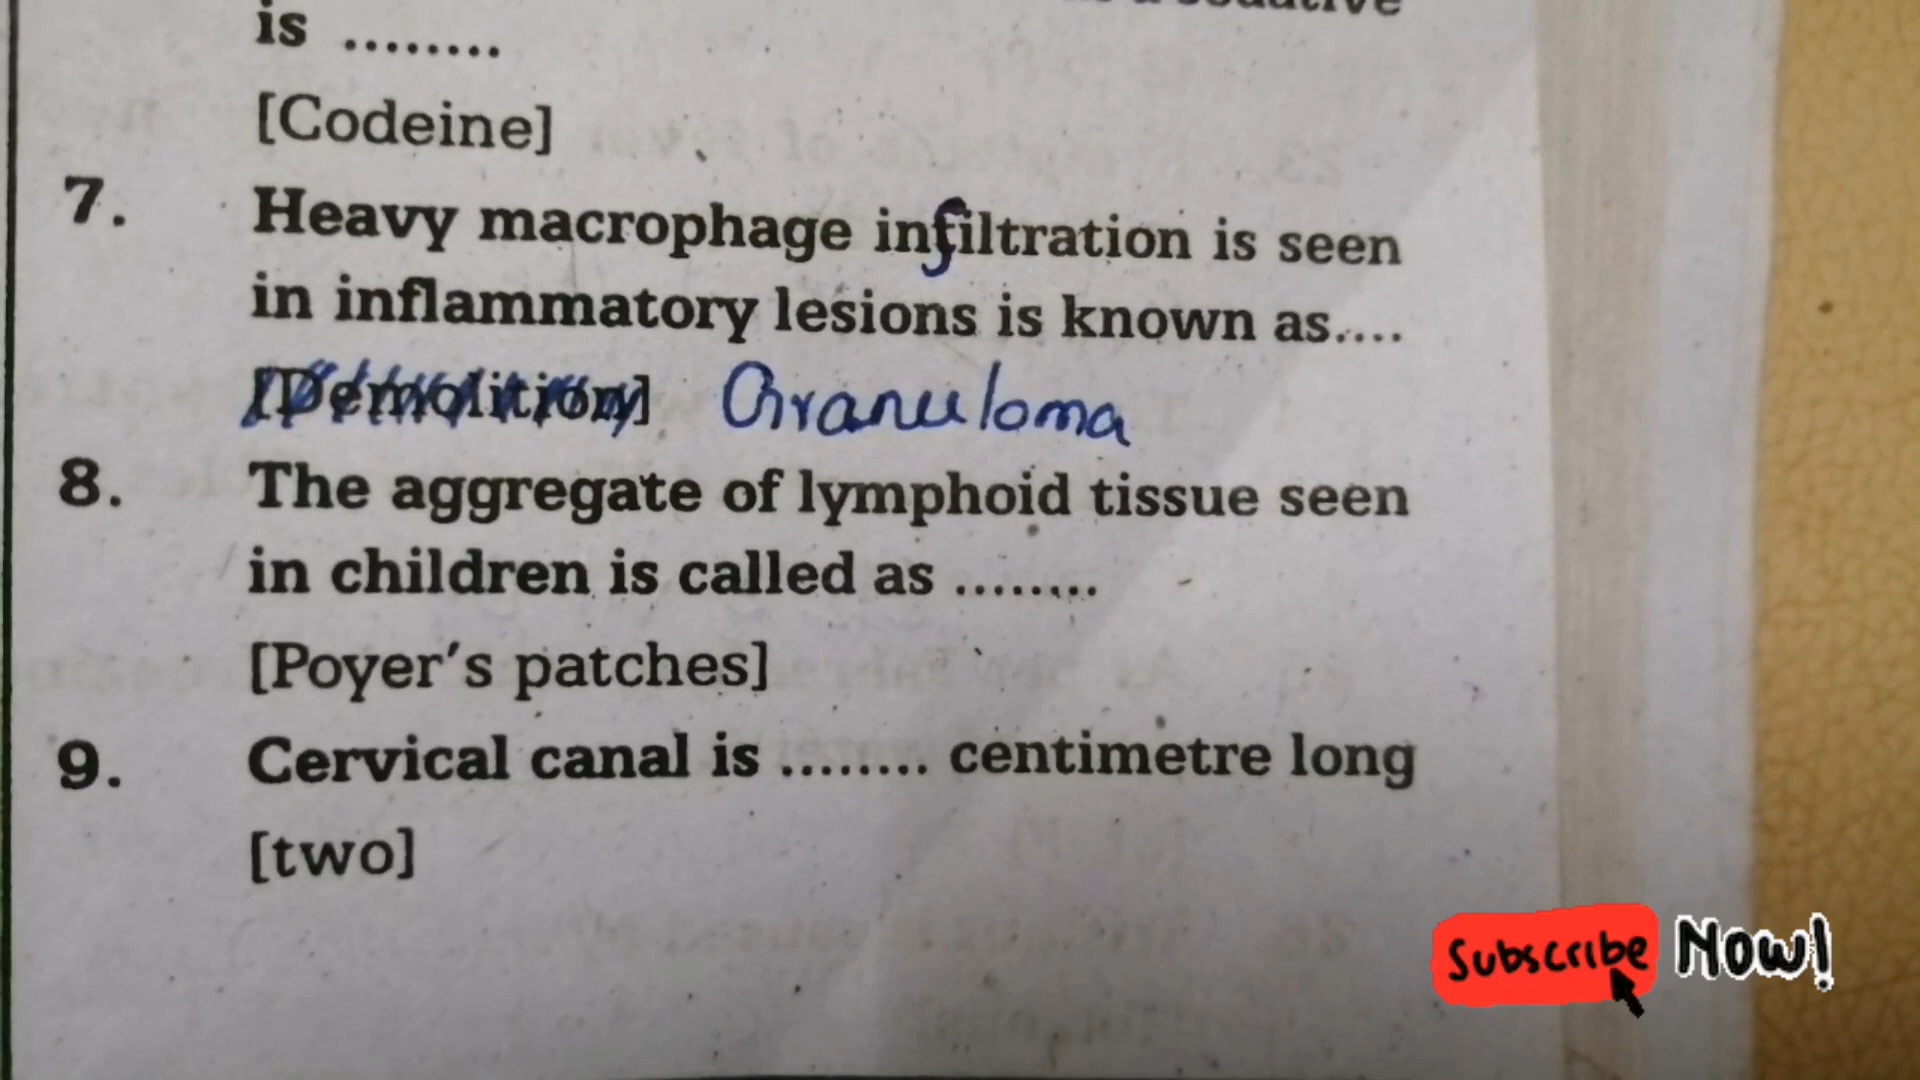 sedative
is ........
[Codeine]
7. Heavy macrophage infiltration is seen
in inflammatory lesions is known as....
[Demolition] Granuloma
8. The aggregate of lymphoid tissue seen
in children is called as ........
[Poyer's patches]
9. Cervical canal is ........ centimetre long
[two]
Subscribe Now!